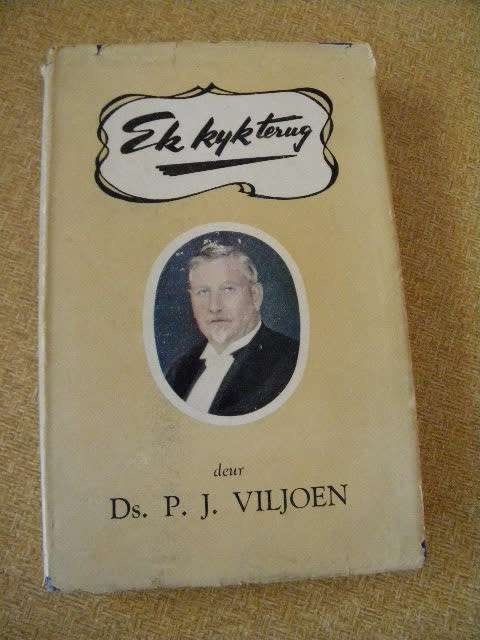 Ek kyk terug
deur
Ds. P. J. VILJOEN